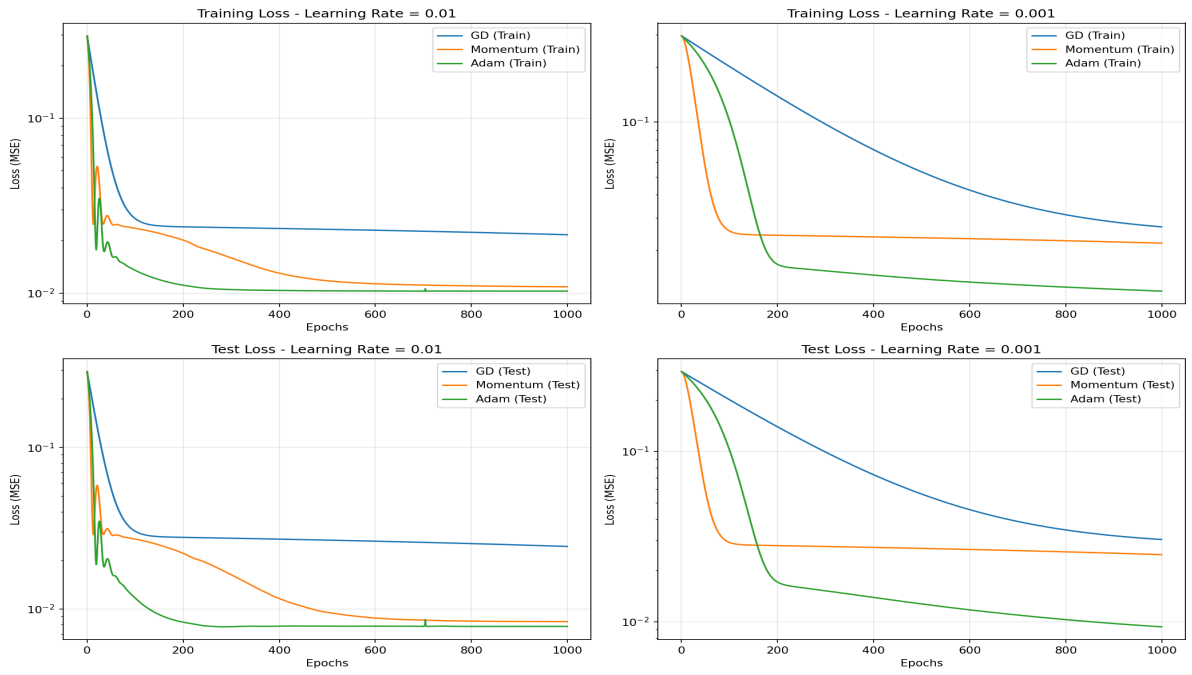 Training Loss - Learning Rate = 0.01
GD (Train)
Momentum (Train)
Adam (Train)
Loss (MSE)
10⁻¹
10⁻²
0 200 400 600 800 1000
Epochs
Training Loss - Learning Rate = 0.001
GD (Train)
Momentum (Train)
Adam (Train)
Loss (MSE)
10⁻¹
0 200 400 600 800 1000
Epochs
Test Loss - Learning Rate = 0.01
GD (Test)
Momentum (Test)
Adam (Test)
Loss (MSE)
10⁻¹
10⁻²
0 200 400 600 800 1000
Epochs
Test Loss - Learning Rate = 0.001
GD (Test)
Momentum (Test)
Adam (Test)
Loss (MSE)
10⁻¹
10⁻²
0 200 400 600 800 1000
Epochs